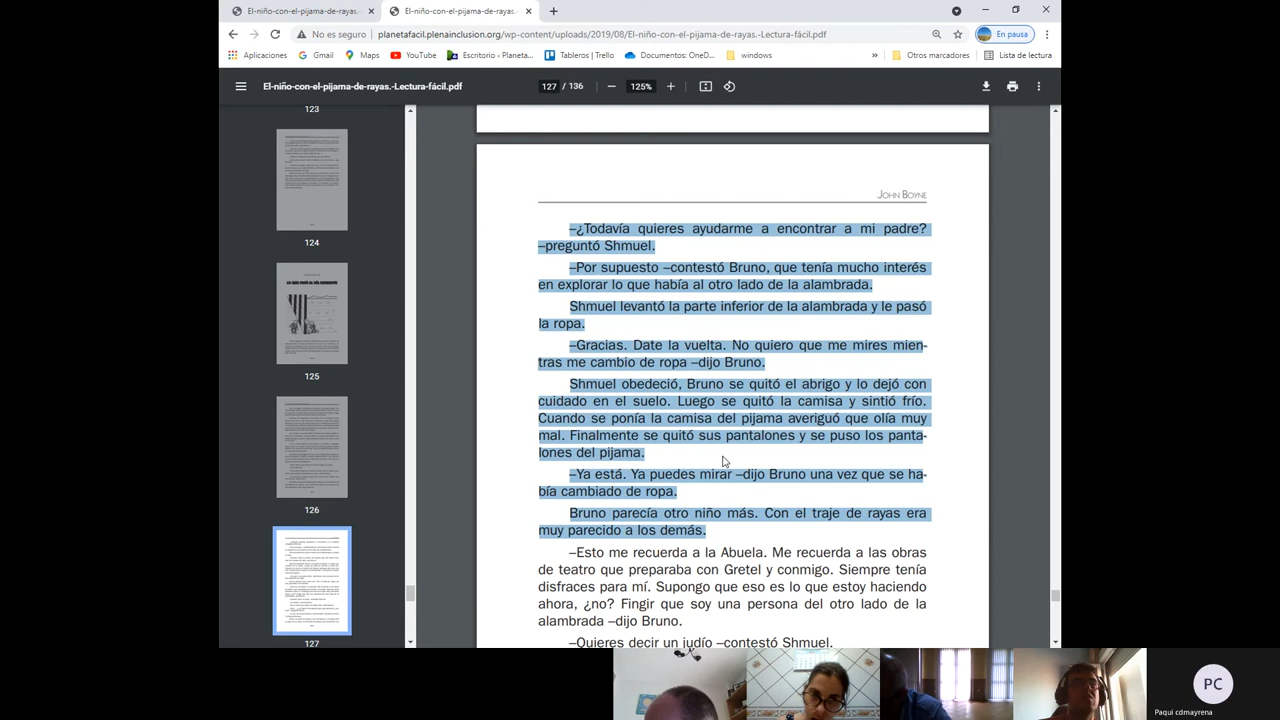 El-niño-con-el-pijama-de-rayas.-
El-niño-con-el-pijama-de-rayas.-
No es seguro | planetafacil.plenainclusion.org/wp-content/uploads/2019/08/El-niño-con-el-pijama-de-rayas.-Lectura-fácil.pdf
En pausa
Aplicaciones Gmail Maps YouTube Escritorio – Planeta... Tableros | Trello Documentos: OneD... windows » Otros marcadores Lista de lectura
El-niño-con-el-pijama-de-rayas.-Lectura-fácil.pdf 127 / 136 125%
123
124
125
126
127
JOHN BOYNE
–¿Todavía quieres ayudarme a encontrar a mi padre?
–preguntó Shmuel.
–Por supuesto –contestó Bruno, que tenía mucho interés
en explorar lo que había al otro lado de la alambrada.
Shmuel levantó la parte inferior de la alambrada y le pasó
la ropa.
–Gracias. Date la vuelta. No quiero que me mires mien-
tras me cambio de ropa –dijo Bruno.
Shmuel obedeció, Bruno se quitó el abrigo y lo dejó con
cuidado en el suelo. Luego se quitó la camisa y sintió frío.
Cuando se ponía la camisa del pijama averiguó que olía muy
mal. Finalmente se quitó sus pantalones y se puso los panta-
lones del pijama.
–Ya está. Ya puedes mirar –dijo Bruno una vez que se ha-
bía cambiado de ropa.
Bruno parecía otro niño más. Con el traje de rayas era
muy parecido a los demás.
–Esto me recuerda a la abuela. Me recuerda a las obras
de teatro que preparaba con Gretel y conmigo. Siempre tenía
disfraces para mí. Supongo que es lo que estoy haciendo
ahora, ¿no? Fingir que soy una persona del otro lado de la
alambrada –dijo Bruno.
–Quieres decir un judío –contestó Shmuel.
PC
Paqui cdmayrena